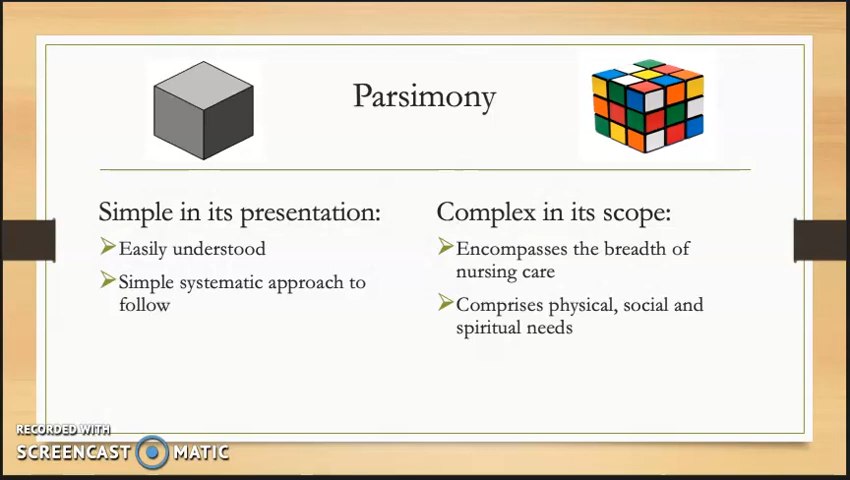 Parsimony
Simple in its presentation:
Easily understood
Simple systematic approach to
follow
Complex in its scope:
Encompasses the breadth of
nursing care
Comprises physical, social and
spiritual needs
RECORDED WITH
SCREENCAST MATIC